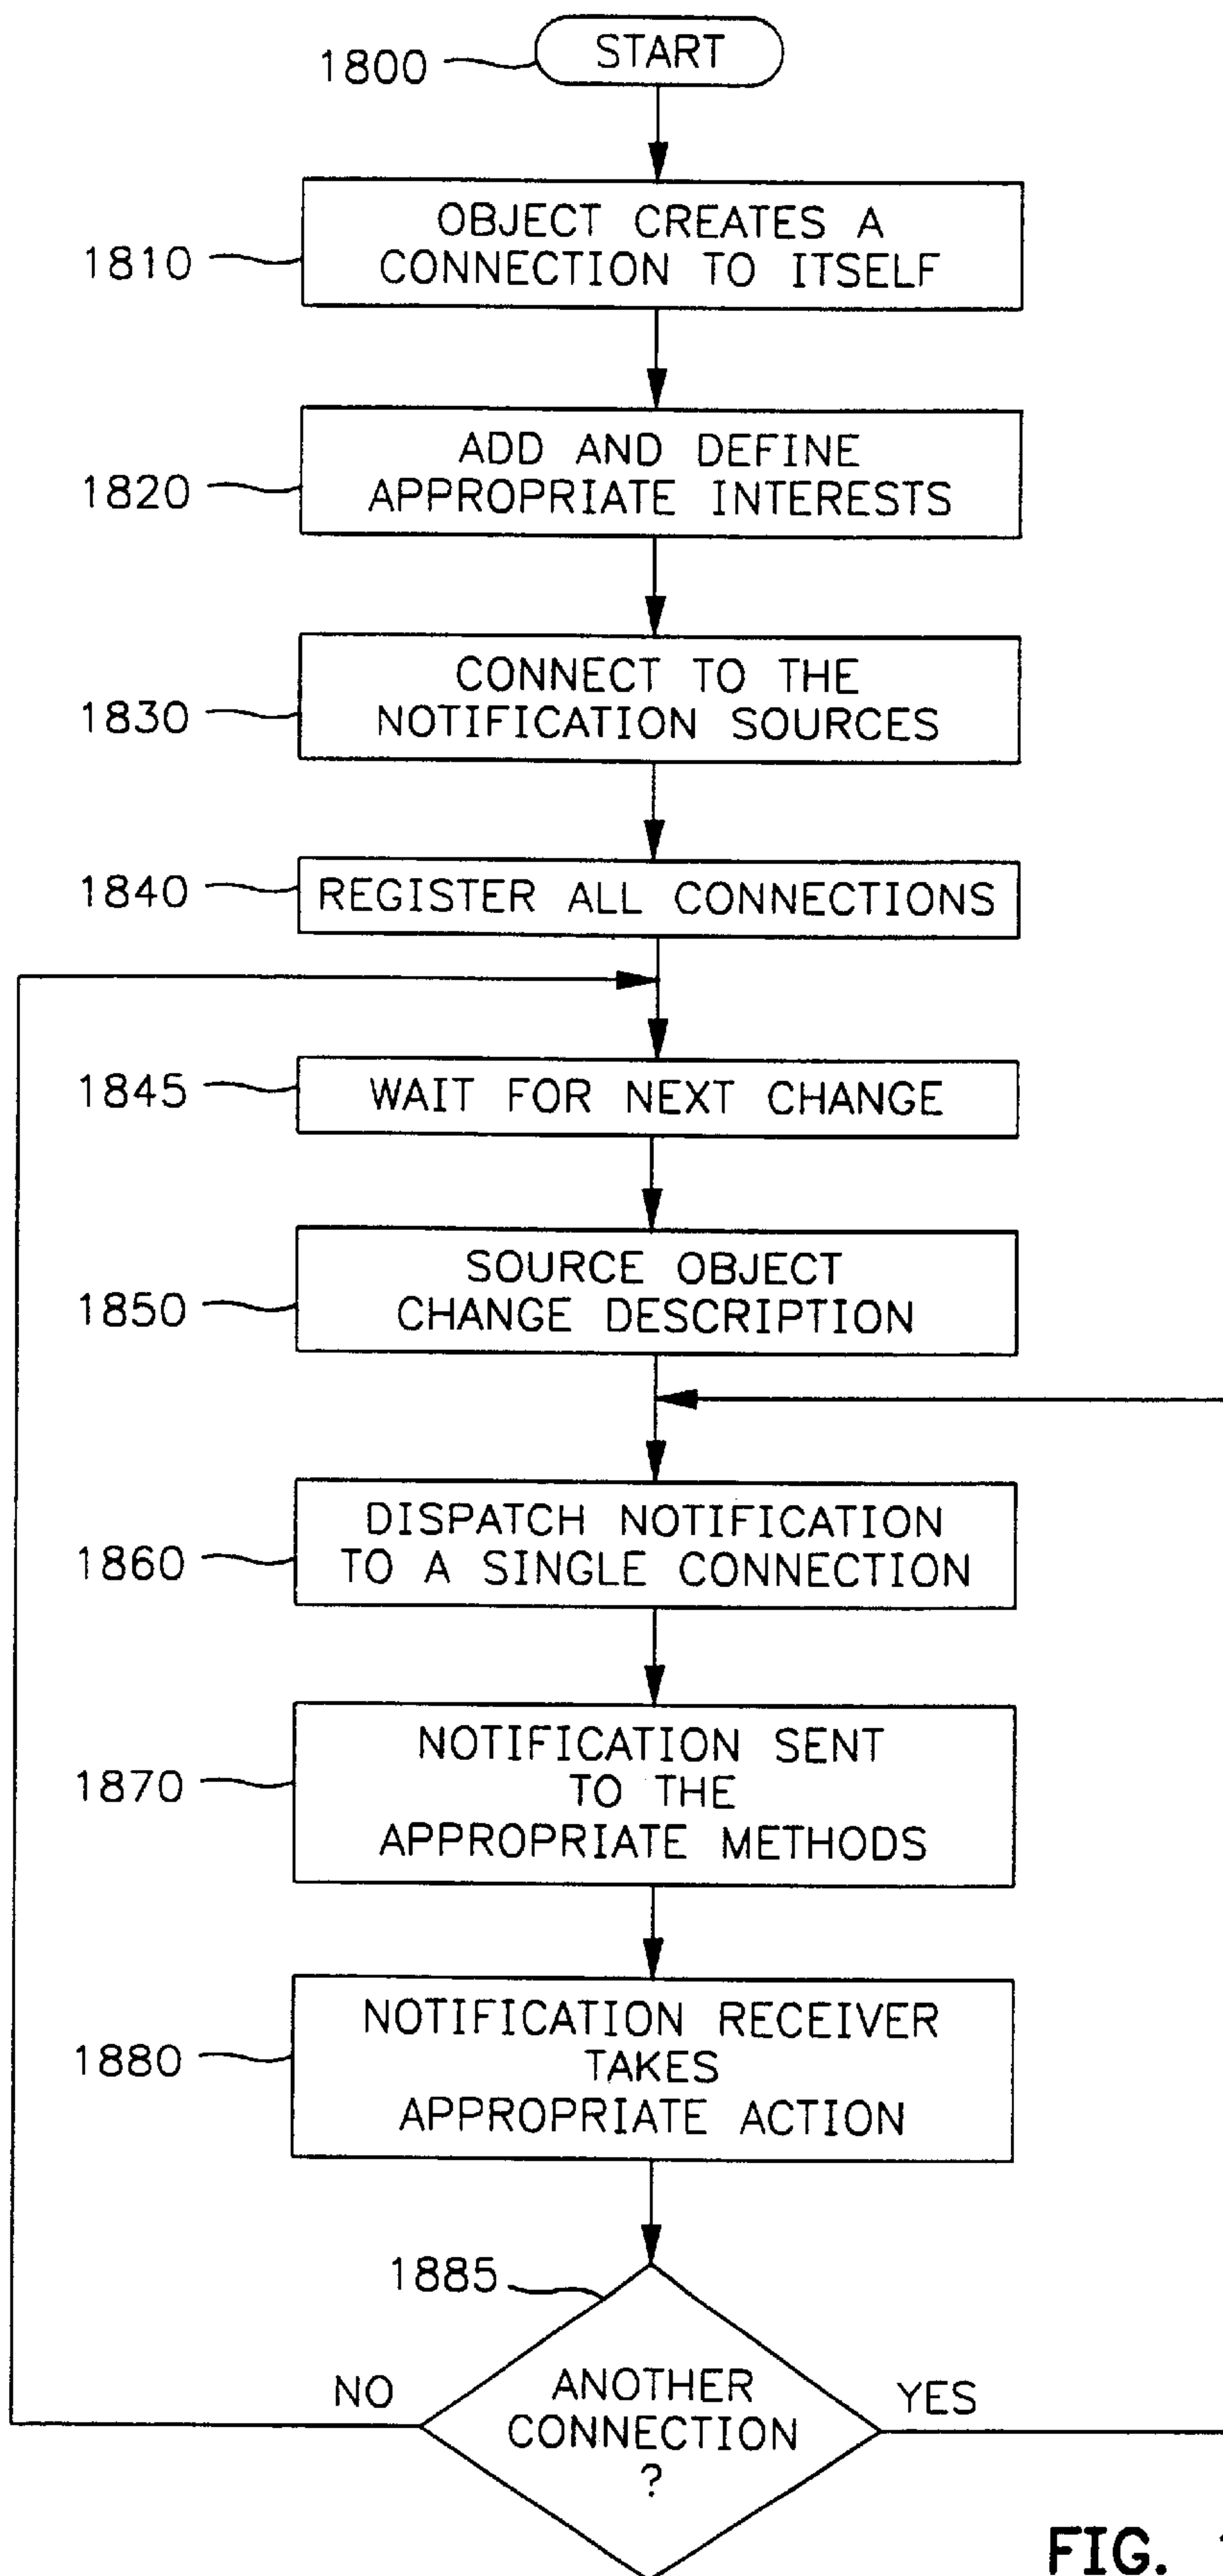 1800 START
1810 OBJECT CREATES A
CONNECTION TO ITSELF
1820 ADD AND DEFINE
APPROPRIATE INTERESTS
1830 CONNECT TO THE
NOTIFICATION SOURCES
1840 REGISTER ALL CONNECTIONS
1845 WAIT FOR NEXT CHANGE
1850 SOURCE OBJECT
CHANGE DESCRIPTION
1860 DISPATCH NOTIFICATION
TO A SINGLE CONNECTION
1870 NOTIFICATION SENT
TO THE
APPROPRIATE METHODS
1880 NOTIFICATION RECEIVER
TAKES
APPROPRIATE ACTION
1885
NO ANOTHER YES
CONNECTION
?
FIG.